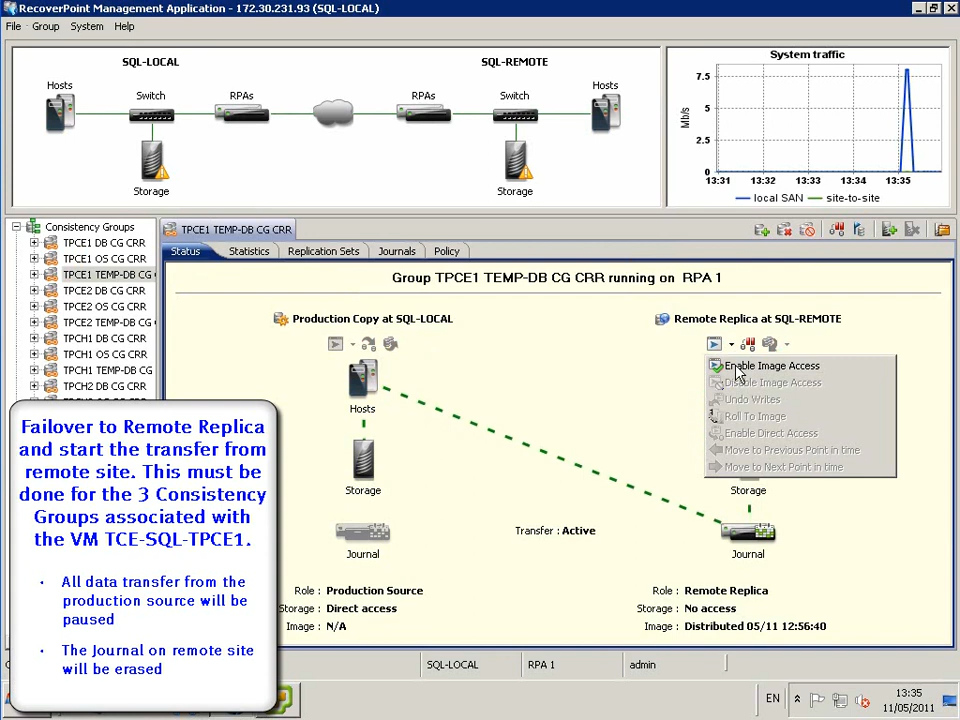 RecoverPoint Management Application - 172.30.231.93 (SQL-LOCAL)
File Group System Help
SQL-LOCAL
SQL-REMOTE
System traffic
Hosts
Switch
RPAs
RPAs
Switch
Hosts
Storage
Storage
Mb/s
7.5
5
2.5
0
13:31 13:32 13:33 13:34 13:35
local SAN site-to-site
Consistency Groups
TPCE1 DB CG CRR
TPCE1 OS CG CRR
TPCE1 TEMP-DB CG
TPCE2 DB CG CRR
TPCE2 OS CG CRR
TPCE2 TEMP-DB CG
TPCH1 DB CG CRR
TPCH1 OS CG CRR
TPCH1 TEMP-DB CG
TPCH2 DB CG CRR
TPCE1 TEMP-DB CG CRR
Status Statistics Replication Sets Journals Policy
Group TPCE1 TEMP-DB CG CRR running on RPA 1
Production Copy at SQL-LOCAL
Remote Replica at SQL-REMOTE
Enable Image Access
Disable Image Access
Undo Writes
Roll To Image
Enable Direct Access
Move to Previous Point in time
Move to Next Point in time
Hosts
Storage
Storage
Journal
Transfer : Active
Journal
Role : Production Source
Storage : Direct access
Image : N/A
Role : Remote Replica
Storage : No access
Image : Distributed 05/11 12:56:40
Failover to Remote Replica
and start the transfer from
remote site. This must be
done for the 3 Consistency
Groups associated with
the VM TCE-SQL-TPCE1.
• All data transfer from the
production source will be
paused
• The Journal on remote site
will be erased
SQL-LOCAL RPA 1 admin
EN
13:35
11/05/2011